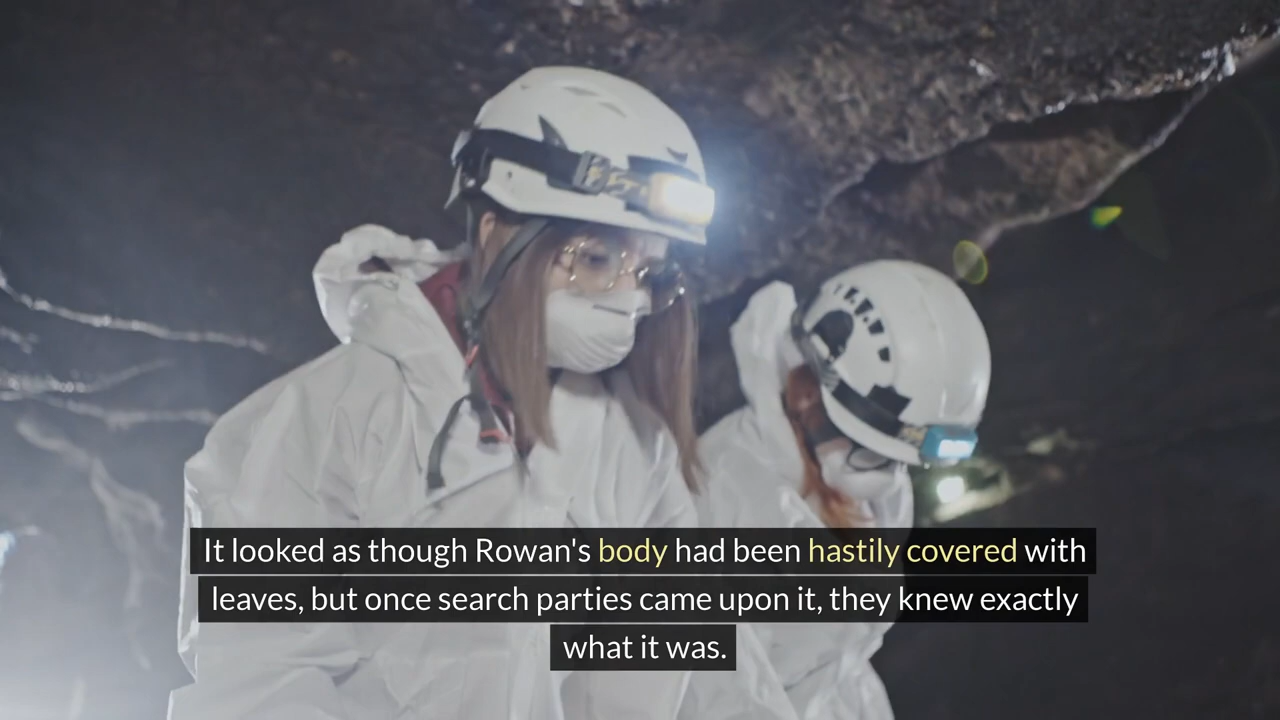 It looked as though Rowan's body had been hastily covered with
leaves, but once search parties came upon it, they knew exactly
what it was.